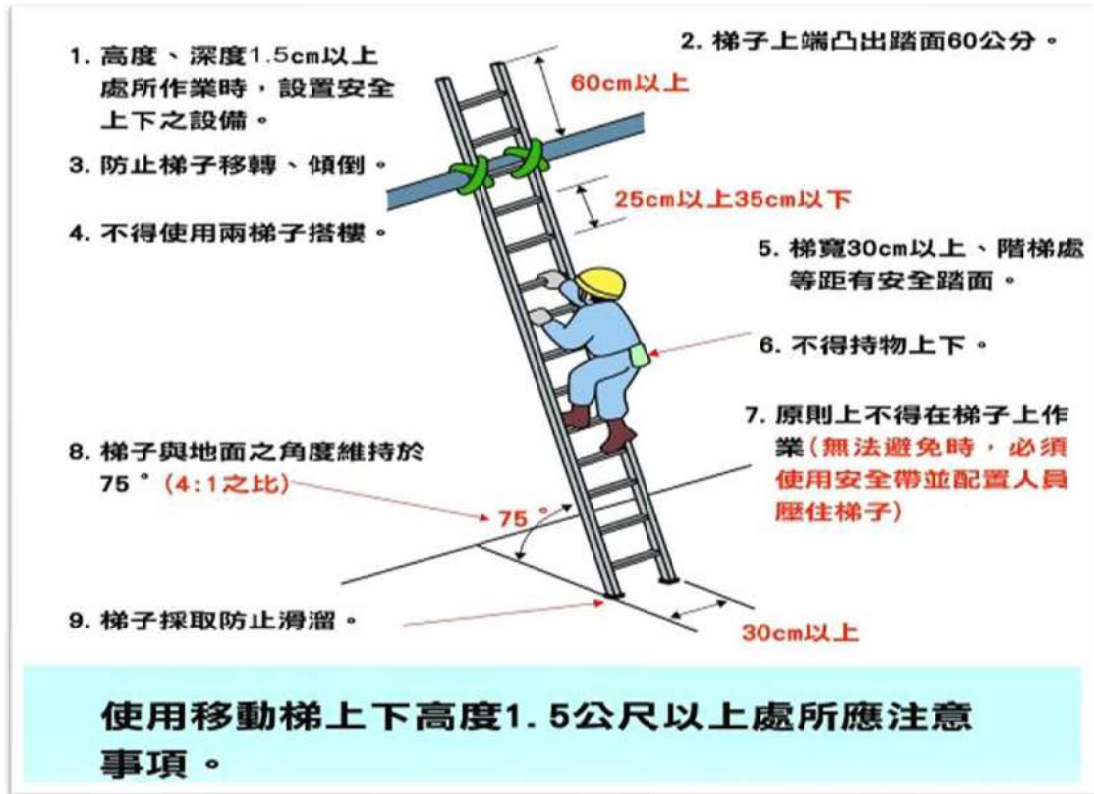 1. 高度、深度1.5cm以上
處所作業時，設置安全
上下之設備。
2. 梯子上端凸出踏面60公分。
60cm以上
3. 防止梯子移轉、傾倒。
25cm以上35cm以下
4. 不得使用兩梯子搭樓。
5. 梯寬30cm以上、階梯處
等距有安全踏面。
6. 不得持物上下。
7. 原則上不得在梯子上作
業(無法避免時，必須
使用安全帶並配置人員
壓住梯子)
8. 梯子與地面之角度維持於
75°(4:1之比)
75°
9. 梯子採取防止滑溜。
30cm以上
使用移動梯上下高度1.5公尺以上處所應注意
事項。